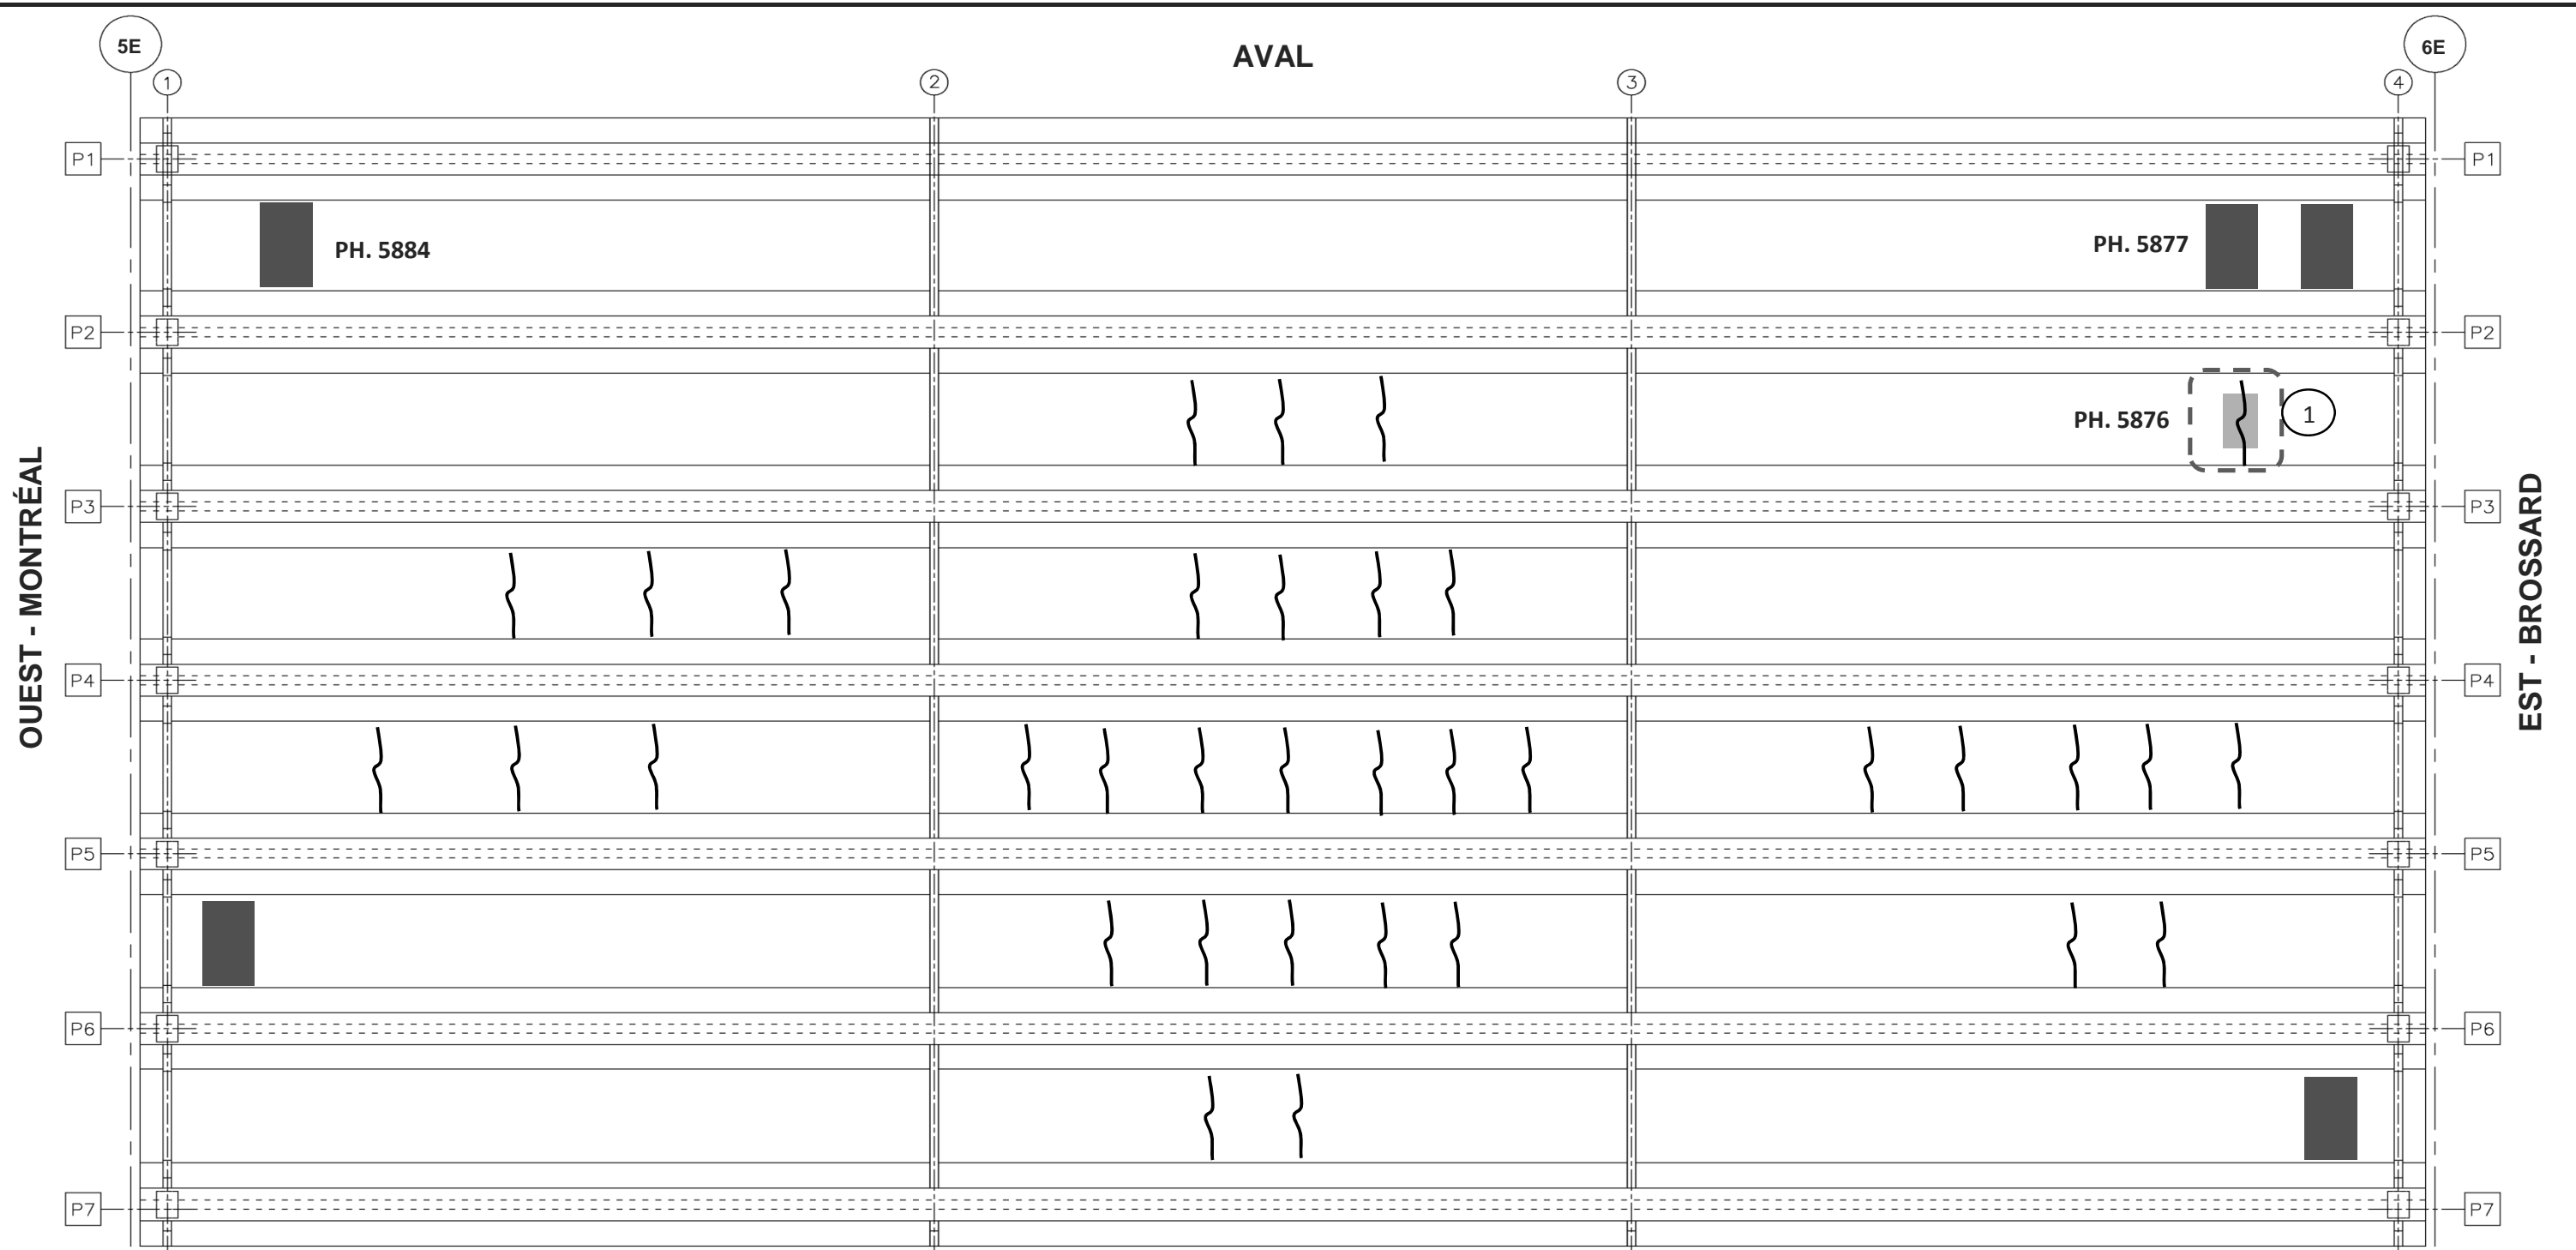 5E
AVAL
6E
1
2
3
4
P1
P1
PH. 5884
PH. 5877
P2
P2
PH. 5876
1
OUEST - MONTRÉAL
EST - BROSSARD
P3
P3
P4
P4
P5
P5
P6
P6
P7
P7